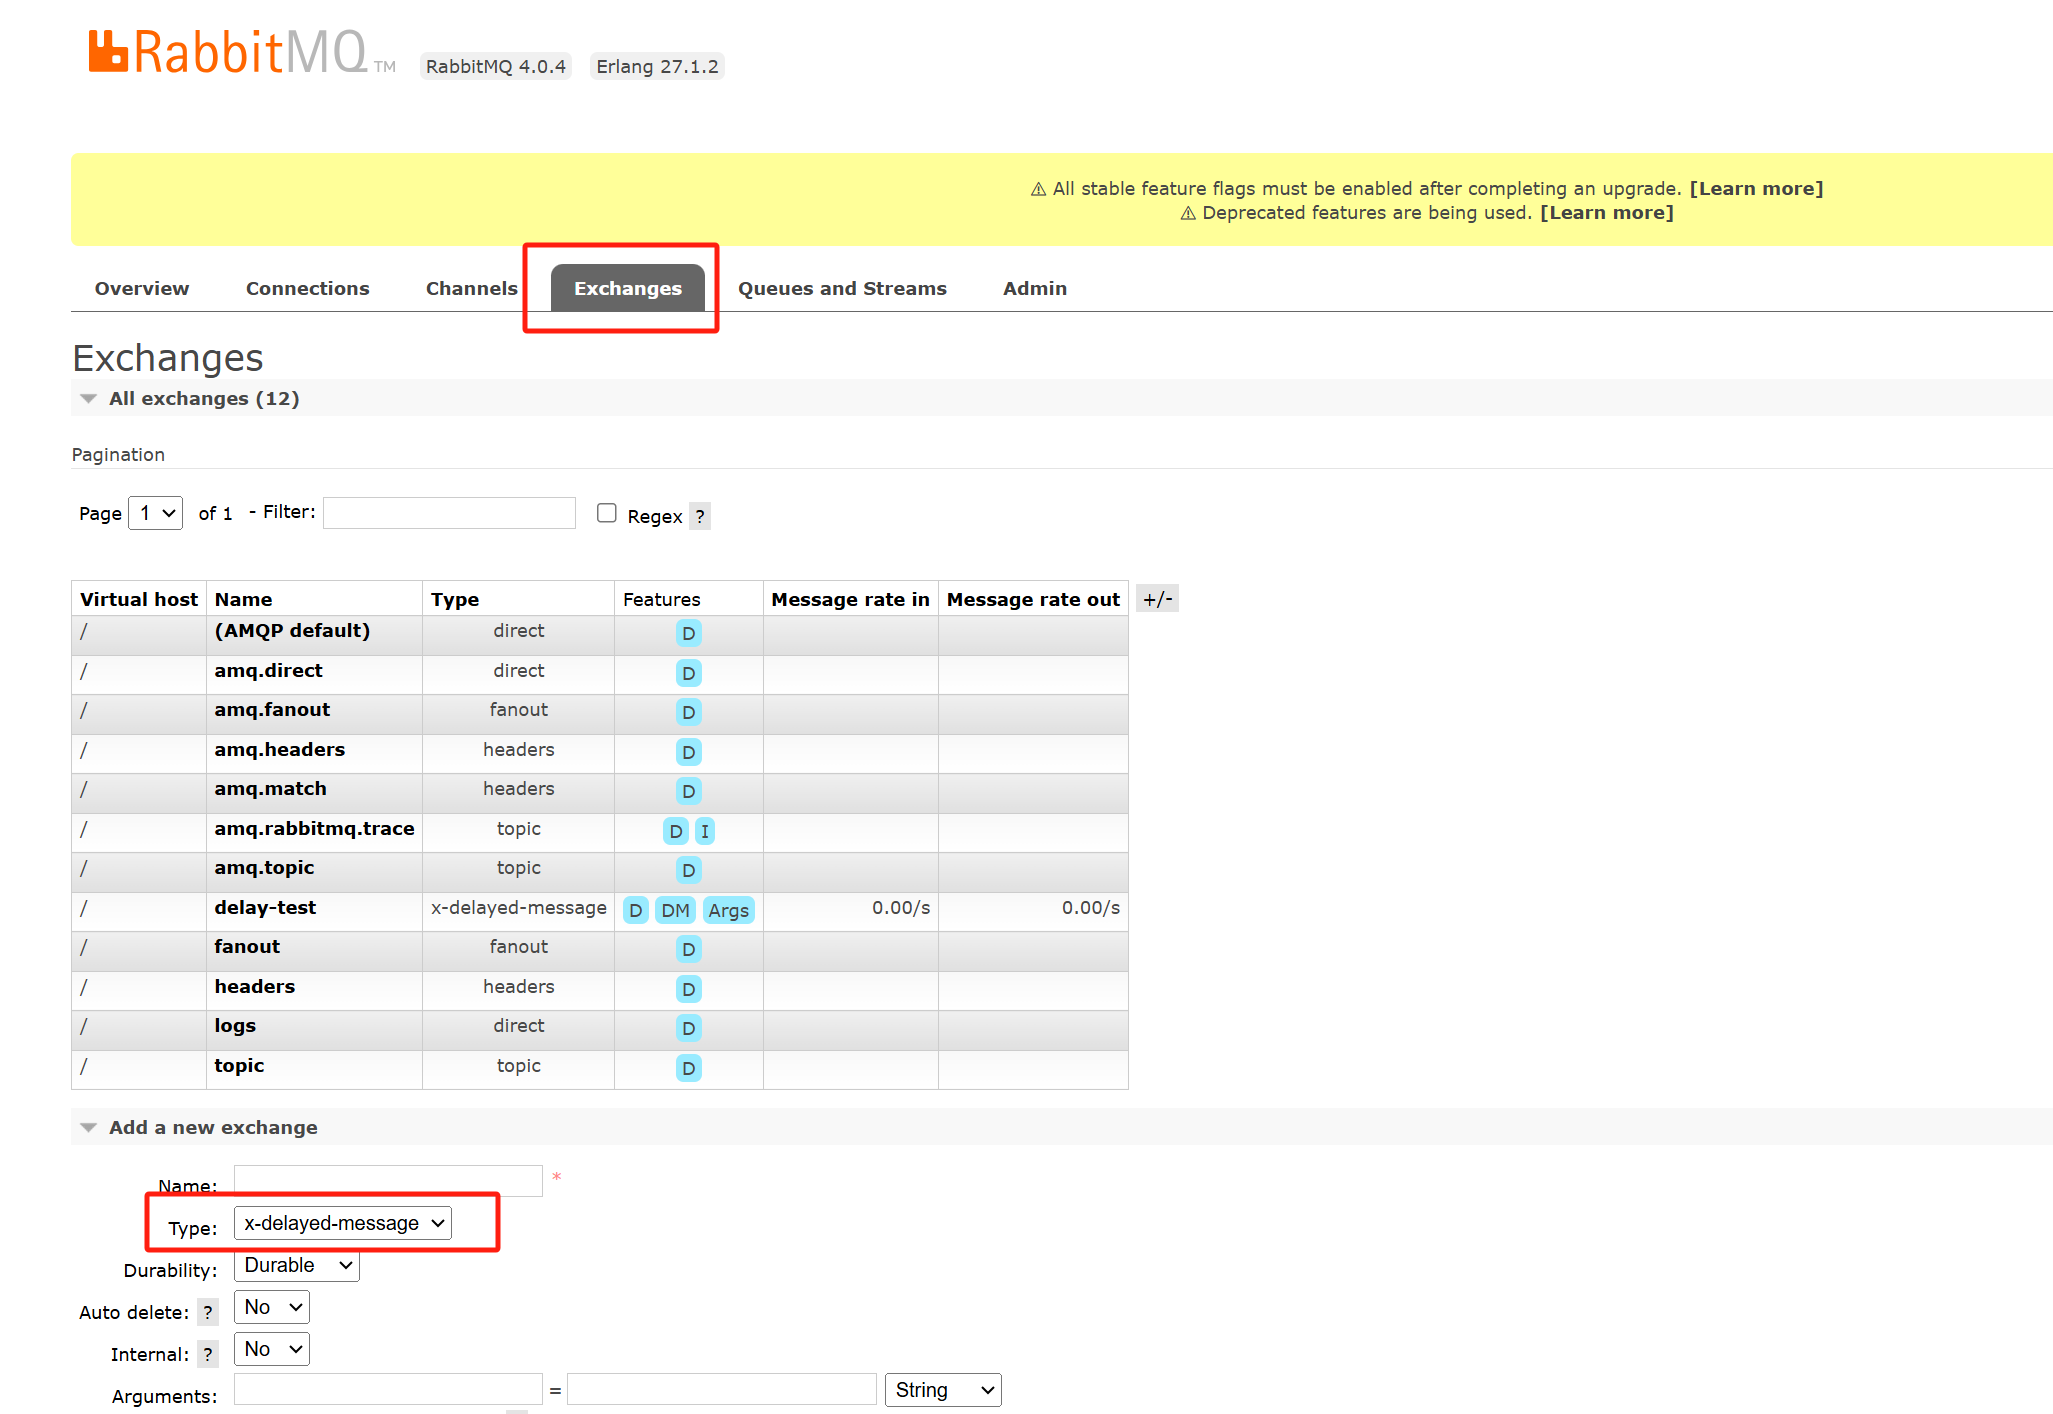 RabbitMQ TM RabbitMQ 4.0.4 Erlang 27.1.2
⚠ All stable feature flags must be enabled after completing an upgrade. [Learn more]
⚠ Deprecated features are being used. [Learn more]
Overview Connections Channels Exchanges Queues and Streams Admin
Exchanges
All exchanges (12)
Pagination
Page 1 of 1 - Filter: Regex ?
Virtual host Name Type Features Message rate in Message rate out +/-
/ (AMQP default) direct D
/ amq.direct direct D
/ amq.fanout fanout D
/ amq.headers headers D
/ amq.match headers D
/ amq.rabbitmq.trace topic D I
/ amq.topic topic D
/ delay-test x-delayed-message D DM Args 0.00/s 0.00/s
/ fanout fanout D
/ headers headers D
/ logs direct D
/ topic topic D
Add a new exchange
Name: *
Type: x-delayed-message
Durability: Durable
Auto delete: ? No
Internal: ? No
Arguments: = String